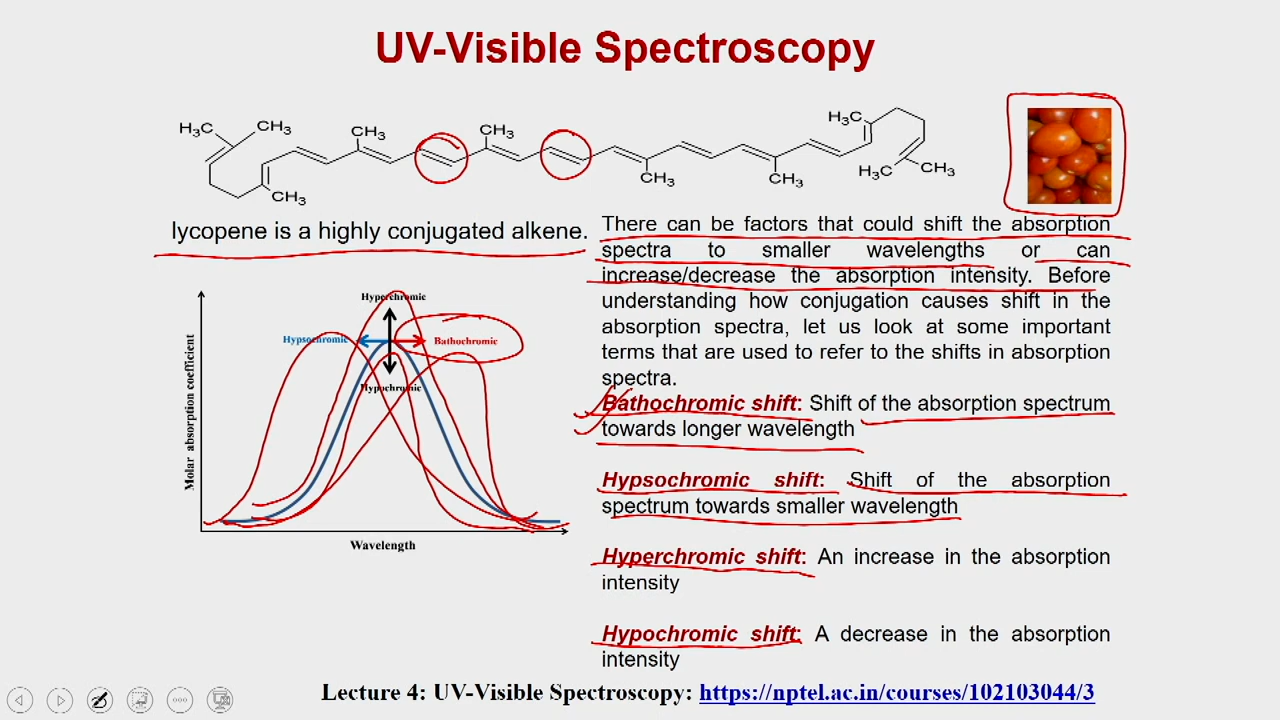 UV-Visible Spectroscopy
H₃C CH₃ CH₃ CH₃ H₃C
CH₃ CH₃ CH₃ H₃C CH₃
lycopene is a highly conjugated alkene.
There can be factors that could shift the absorption
spectra to smaller wavelengths or can
increase/decrease the absorption intensity. Before
understanding how conjugation causes shift in the
absorption spectra, let us look at some important
terms that are used to refer to the shifts in absorption
spectra.
Bathochromic shift: Shift of the absorption spectrum
towards longer wavelength
Hypsochromic shift: Shift of the absorption
spectrum towards smaller wavelength
Hyperchromic shift: An increase in the absorption
intensity
Hypochromic shift: A decrease in the absorption
intensity
Hyperchromic
Hypsochromic
Bathochromic
Hypochromic
Molar absorption coefficient
Wavelength
Lecture 4: UV-Visible Spectroscopy: https://nptel.ac.in/courses/102103044/3